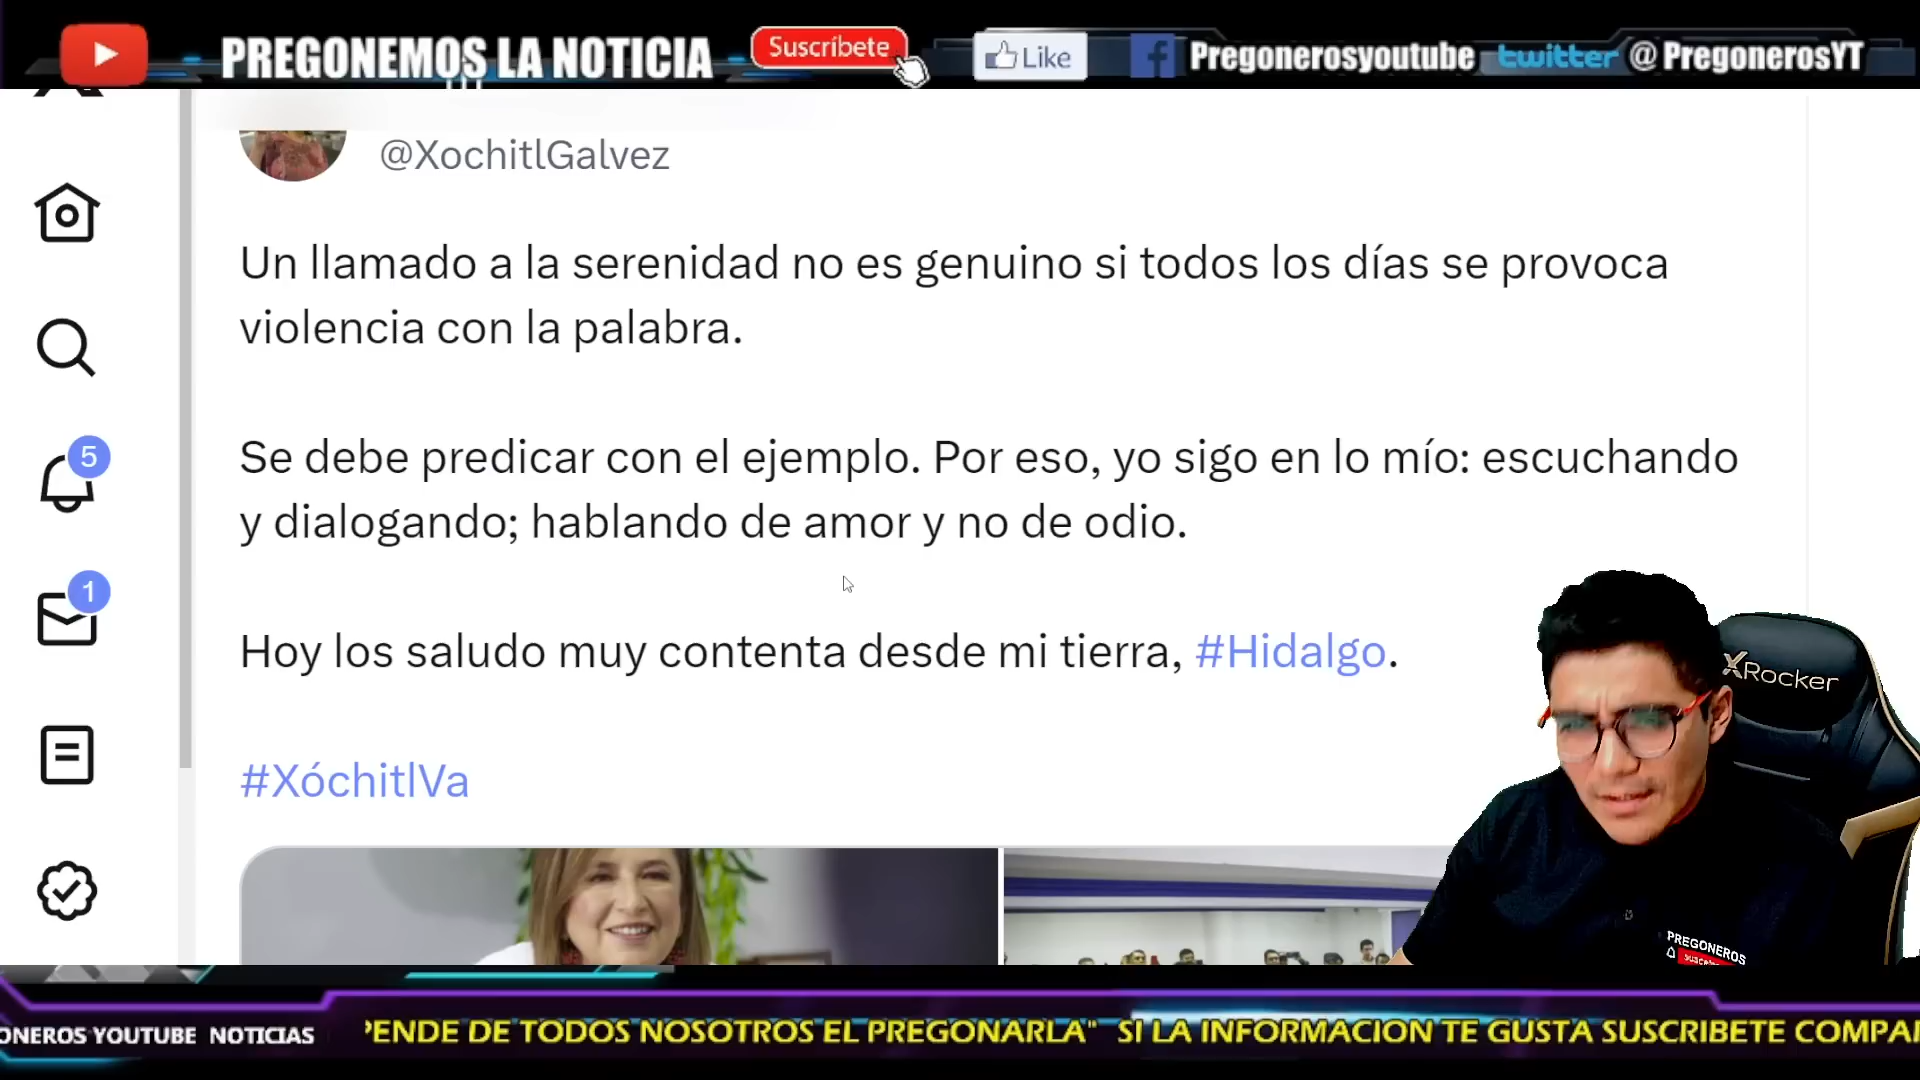 PREGONEMOS LA NOTICIA
Suscríbete
Like
Pregonerosyoutube
twitter @PregonerosYT
@XochitlGalvez
Un llamado a la serenidad no es genuino si todos los días se provoca
violencia con la palabra.
Se debe predicar con el ejemplo. Por eso, yo sigo en lo mío: escuchando
y dialogando; hablando de amor y no de odio.
Hoy los saludo muy contenta desde mi tierra, #Hidalgo.
#XóchitlVa
5
1
XRocker
PREGONEROS
YOUTUBE NOTICIAS
DE TODOS NOSOTROS EL PREGONARLA" SI LA INFORMACION TE GUSTA SUSCRIBETE